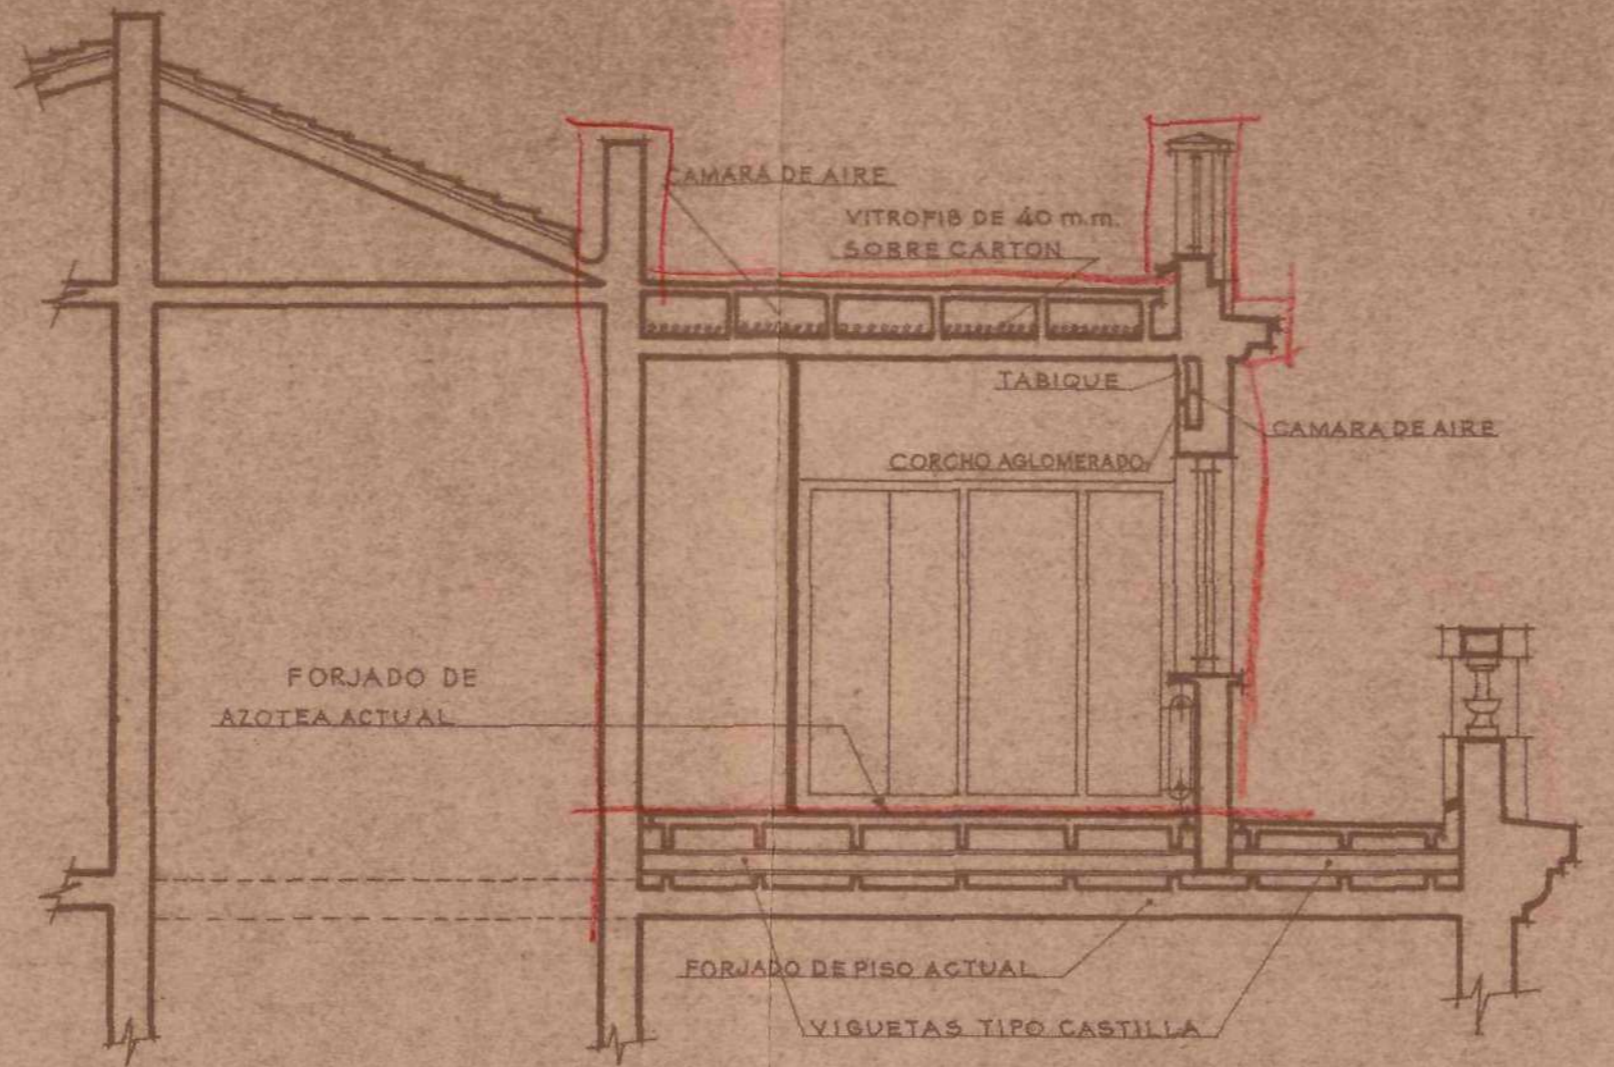 CAMARA DE AIRE
VITROFIB DE 40 m.m.
SOBRE CARTON
TABIQUE
CAMARA DE AIRE
CORCHO AGLOMERADO
FORJADO DE
AZOTEA ACTUAL
FORJADO DE PISO ACTUAL
VIGUETAS TIPO CASTILLA